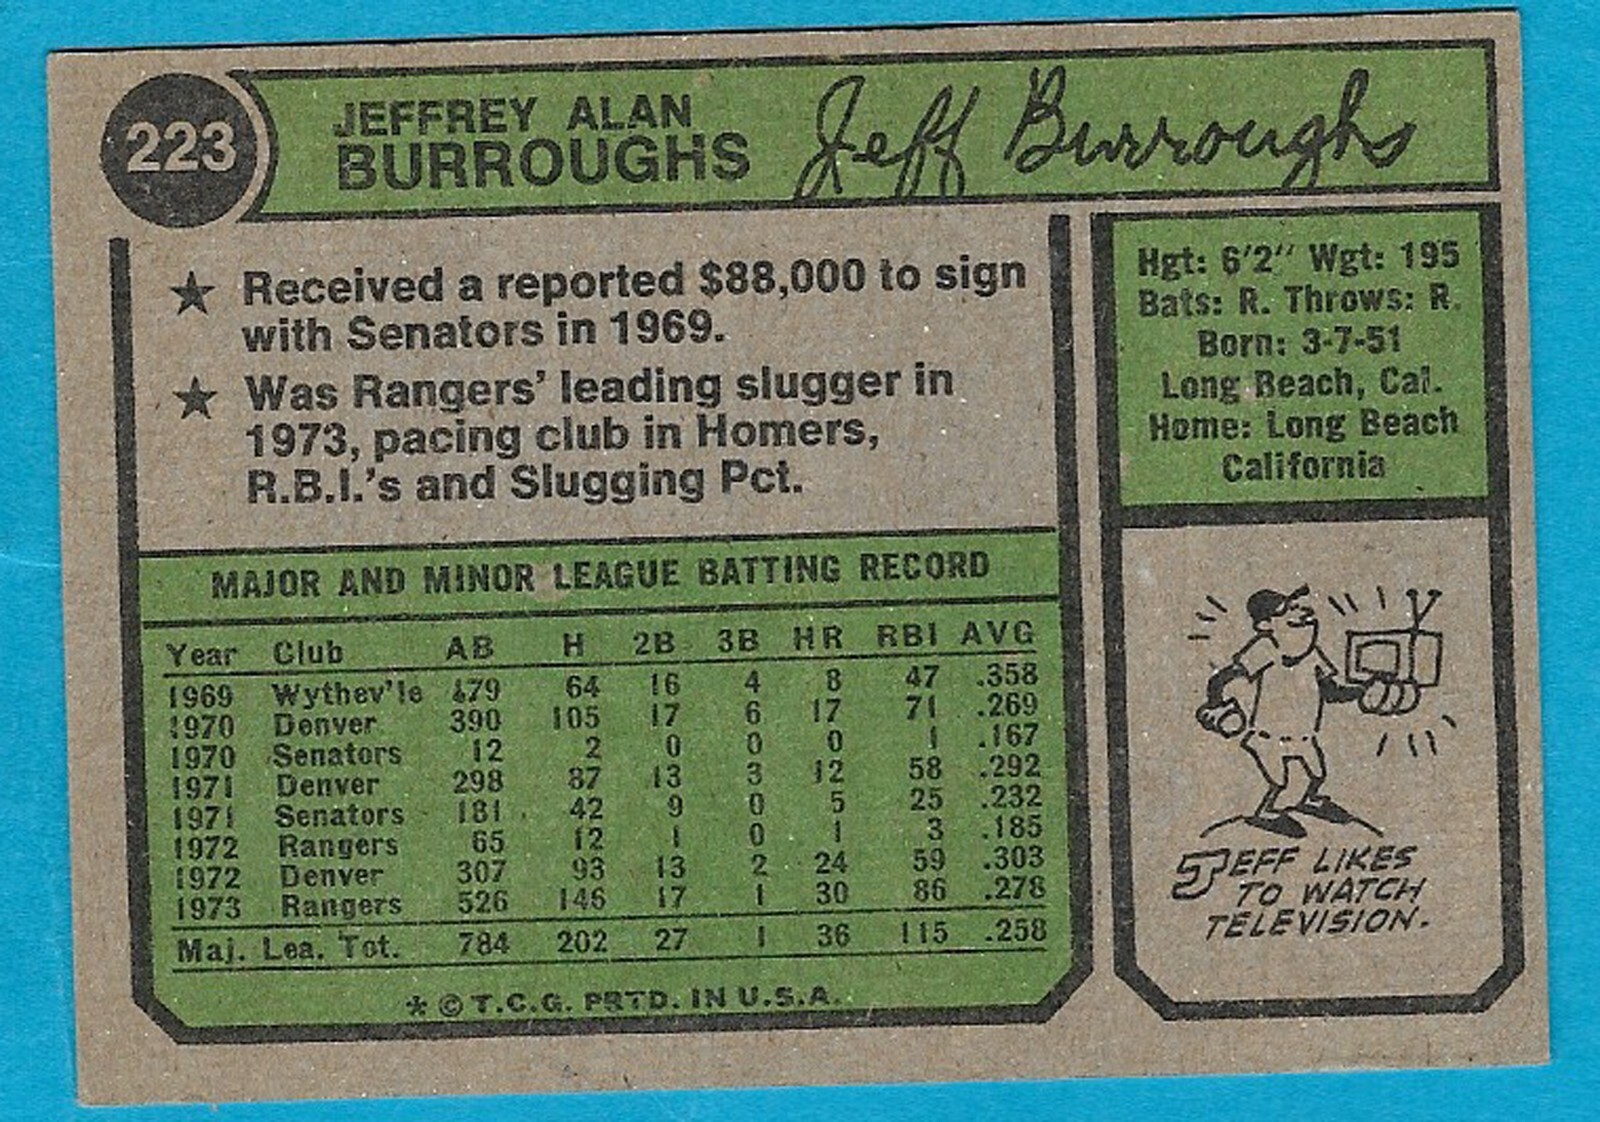 223
JEFFREY ALAN
BURROUGHS
Jeff Burroughs
★ Received a reported $88,000 to sign
with Senators in 1969.
★ Was Rangers' leading slugger in
1973, pacing club in Homers,
R.B.I.'s and Slugging Pct.
Hgt: 6'2" Wgt: 195
Bats: R. Throws: R.
Born: 3-7-51
Long Beach, Cal.
Home: Long Beach
California
MAJOR AND MINOR LEAGUE BATTING RECORD
Year Club AB H 2B 3B HR RBI AVG
1969 Wythev'le 179 64 16 4 8 47 .358
1970 Denver 390 105 17 6 17 71 .269
1970 Senators 12 2 0 0 0 1 .167
1971 Denver 298 87 13 3 12 58 .292
1971 Senators 181 42 9 0 5 25 .232
1972 Rangers 65 12 1 0 1 3 .185
1972 Denver 307 93 13 2 24 59 .303
1973 Rangers 526 146 17 1 30 86 .278
Maj. Lea. Tot. 784 202 27 1 36 115 .258
* © T.C.G. PRTD. IN U.S.A.
JEFF LIKES
TO WATCH
TELEVISION.